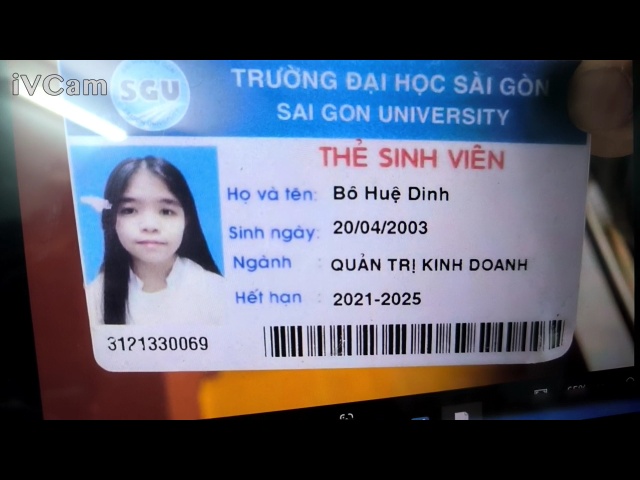 iVCam
SGU
TRƯỜNG ĐẠI HỌC SÀI GÒN
SAI GON UNIVERSITY
THẺ SINH VIÊN
Họ và tên: Bô Huệ Dinh
Sinh ngày: 20/04/2003
Ngành : QUẢN TRỊ KINH DOANH
Hết hạn : 2021-2025
3121330069